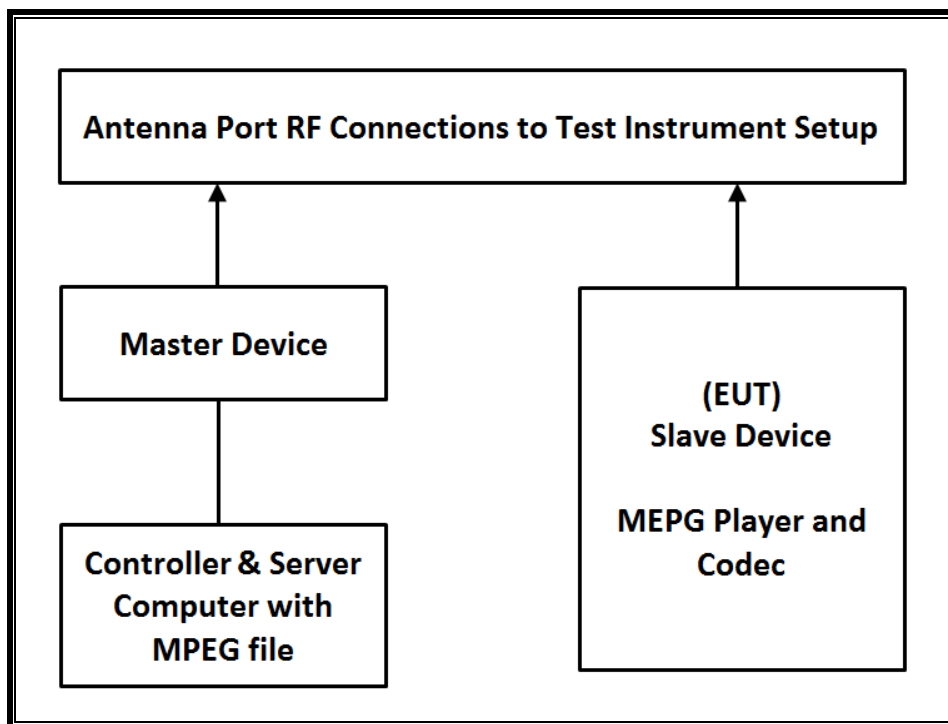 Antenna Port RF Connections to Test Instrument Setup
Master Device
(EUT)
Slave Device
MEPG Player and
Codec
Controller & Server
Computer with
MPEG file